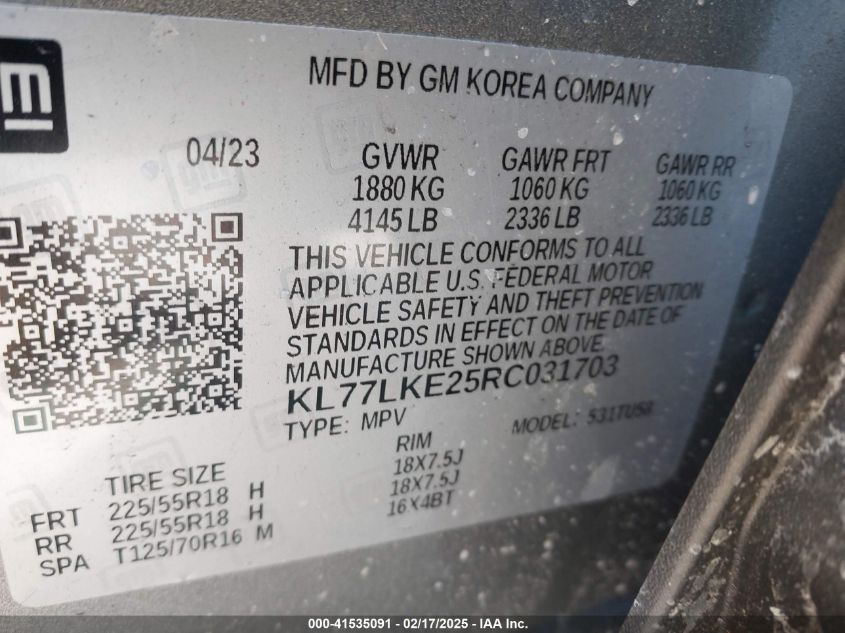 gm
MFD BY GM KOREA COMPANY
04/23 GVWR GAWR FRT GAWR RR
1880 KG 1060 KG 1060 KG
4145 LB 2336 LB 2336 LB
THIS VEHICLE CONFORMS TO ALL
APPLICABLE U.S. FEDERAL MOTOR
VEHICLE SAFETY AND THEFT PREVENTION
STANDARDS IN EFFECT ON THE DATE OF
MANUFACTURE SHOWN ABOVE.
KL77LKE25RC031703
TYPE: MPV MODEL: 531TU58
TIRE SIZE RIM
FRT 225/55R18 H 18X7.5J
RR 225/55R18 H 18X7.5J
SPA T125/70R16 M 16X4BT
000-41535091 - 02/17/2025 - IAA Inc.